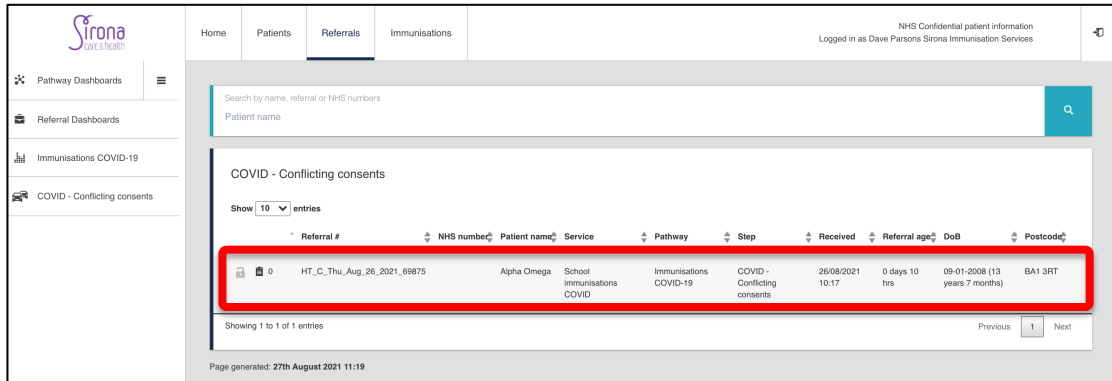 Sirona
care & health
Home
Patients
Referrals
Immunisations
NHS Confidential patient information
Logged in as Dave Parsons Sirona Immunisation Services
Pathway Dashboards
Referral Dashboards
Immunisations COVID-19
COVID - Conflicting consents
Search by name, referral or NHS numbers
Patient name
COVID - Conflicting consents
Show 10 entries
Referral # NHS number Patient name Service Pathway Step Received Referral age DoB Postcode
0 HT_C_Thu_Aug_26_2021_69875 Alpha Omega School Immunisations COVID - 26/08/2021 0 days 10 09-01-2008 (13 BA1 3RT
immunisations COVID-19 Conflicting 10:17 hrs years 7 months)
COVID consents
Showing 1 to 1 of 1 entries
Previous 1 Next
Page generated: 27th August 2021 11:19